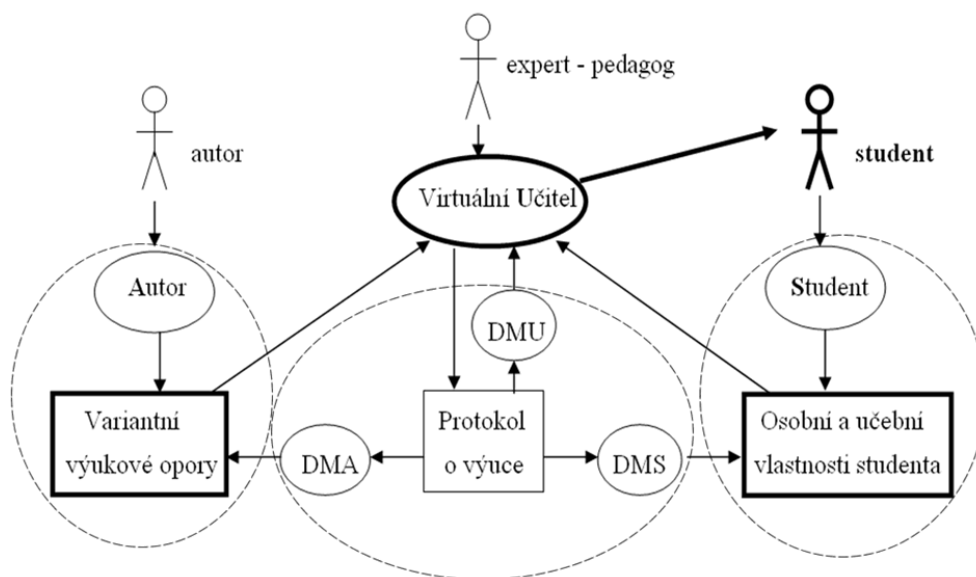 expert - pedagog
autor
student
Virtuální Učitel
Autor
Student
DMU
Variantní
výukové opory
Protokol
o výuce
Osobní a učební
vlastnosti studenta
DMA
DMS